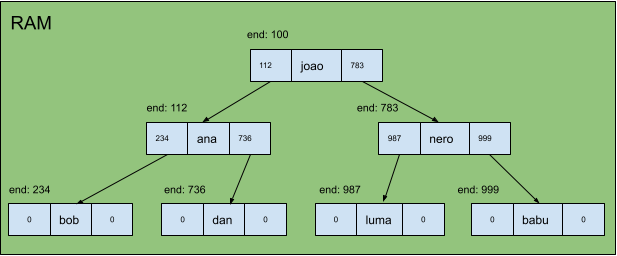 RAM
end: 100
112 joao 783
end: 112
end: 783
234 ana 736
987 nero 999
end: 234
end: 736
end: 987
end: 999
0 bob 0
0 dan 0
0 luma 0
0 babu 0